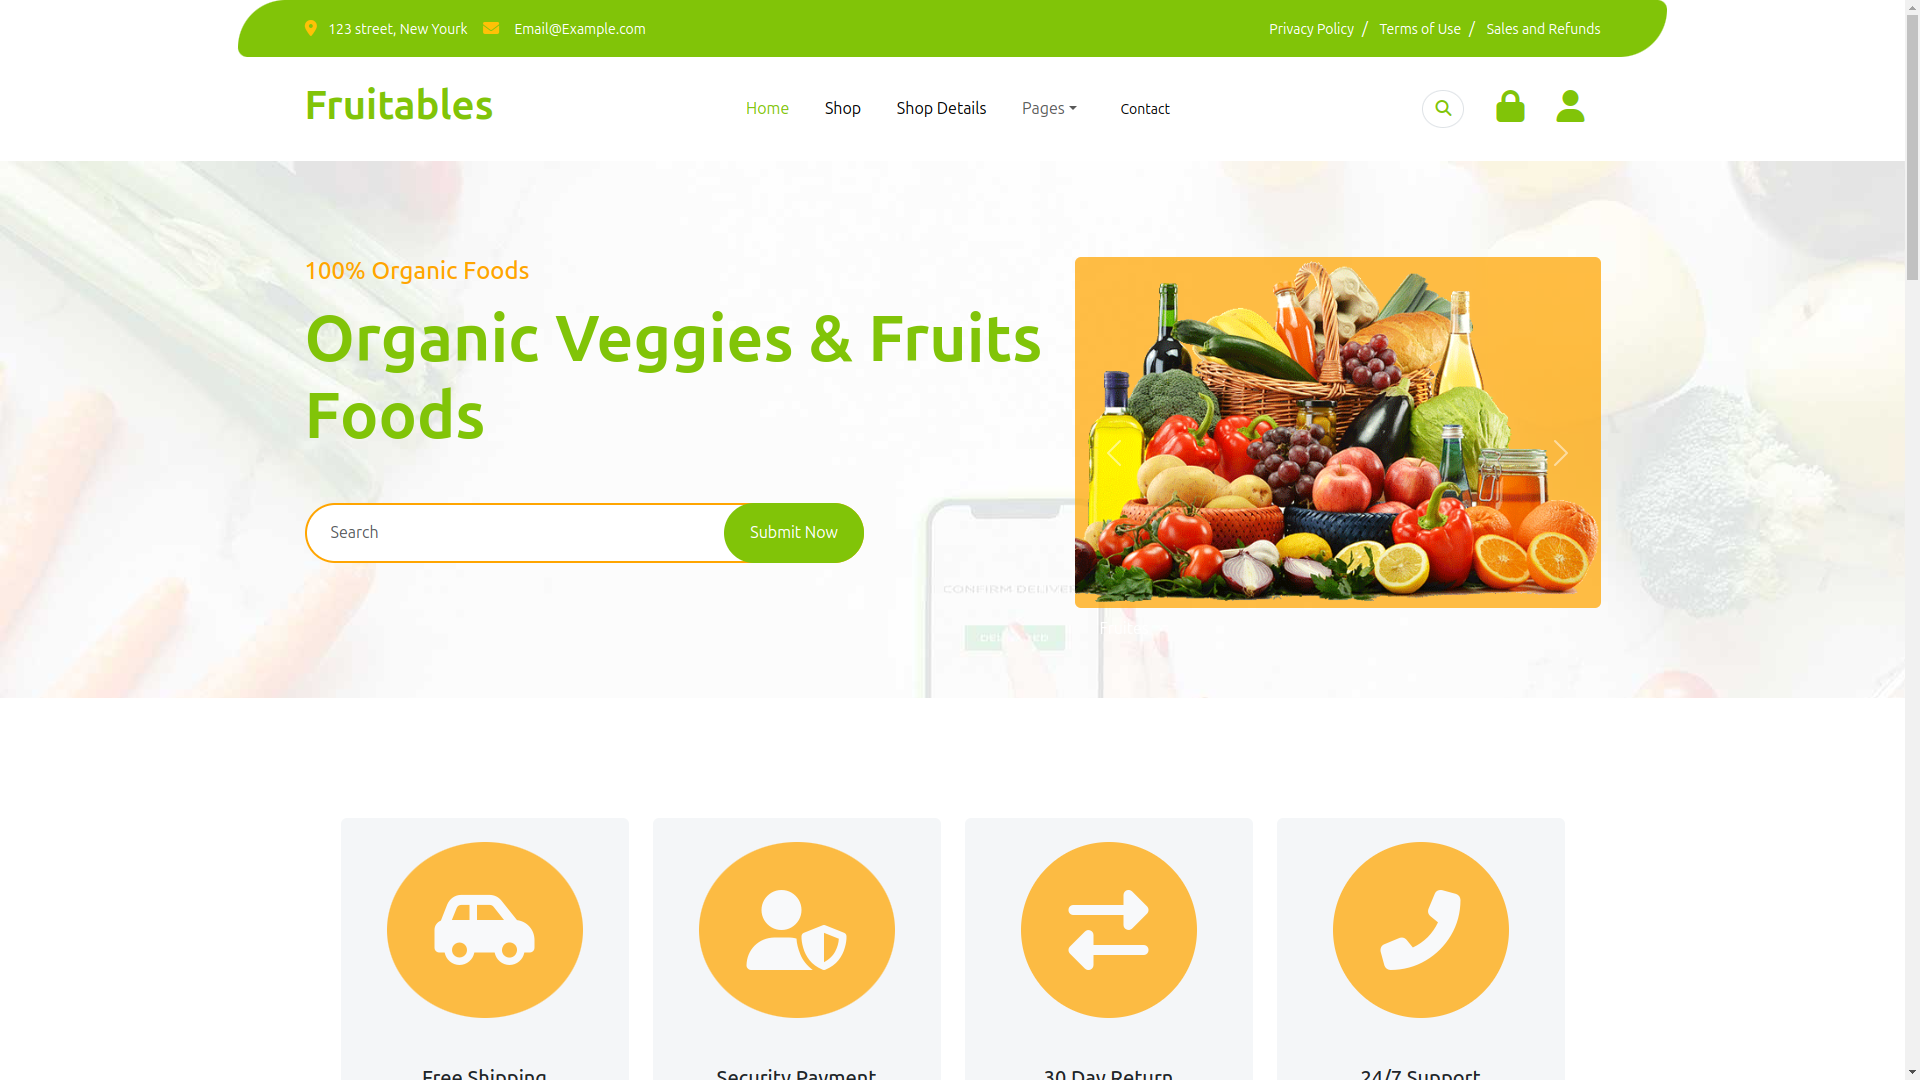 123 street, New Yourk
Email@Example.com
Privacy Policy / Terms of Use / Sales and Refunds
Fruitables
Home
Shop
Shop Details
Pages
Contact
100% Organic Foods
Organic Veggies & Fruits
Foods
Search
Submit Now
CONFIRM DELIVE
Free Shipping
Security Payment
30 Day Return
24/7 Support